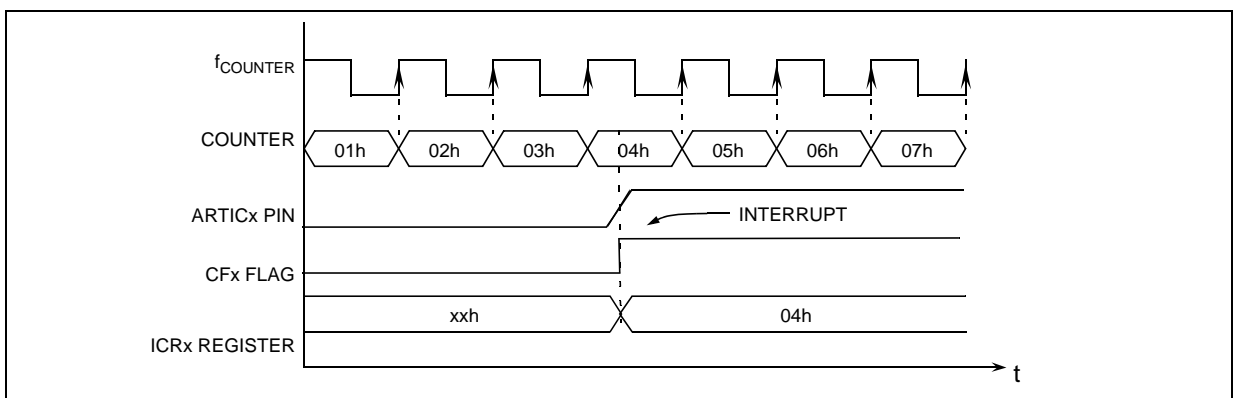 fCOUNTER
COUNTER
01h 02h 03h 04h 05h 06h 07h
ARTICx PIN
INTERRUPT
CFx FLAG
xxh 04h
ICRx REGISTER
t